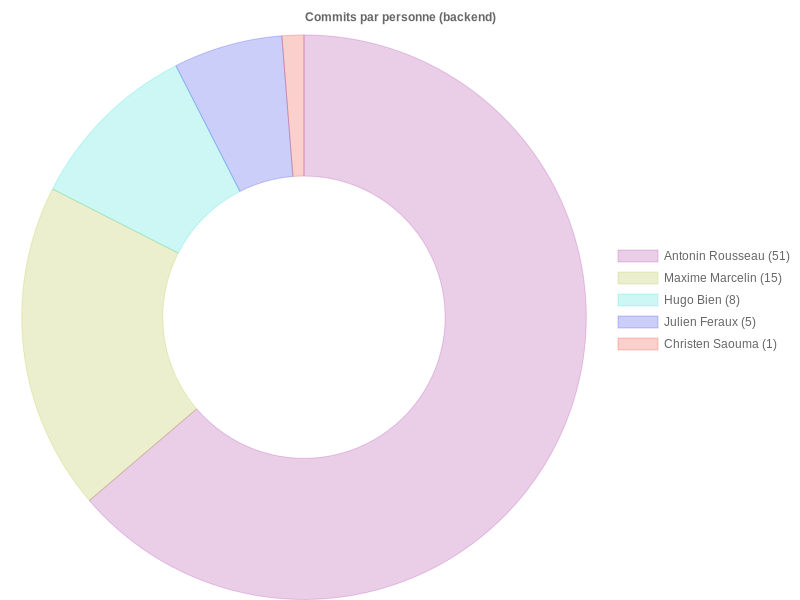 Commits par personne (backend)
Antonin Rousseau (51)
Maxime Marcelin (15)
Hugo Bien (8)
Julien Feraux (5)
Christen Saouma (1)